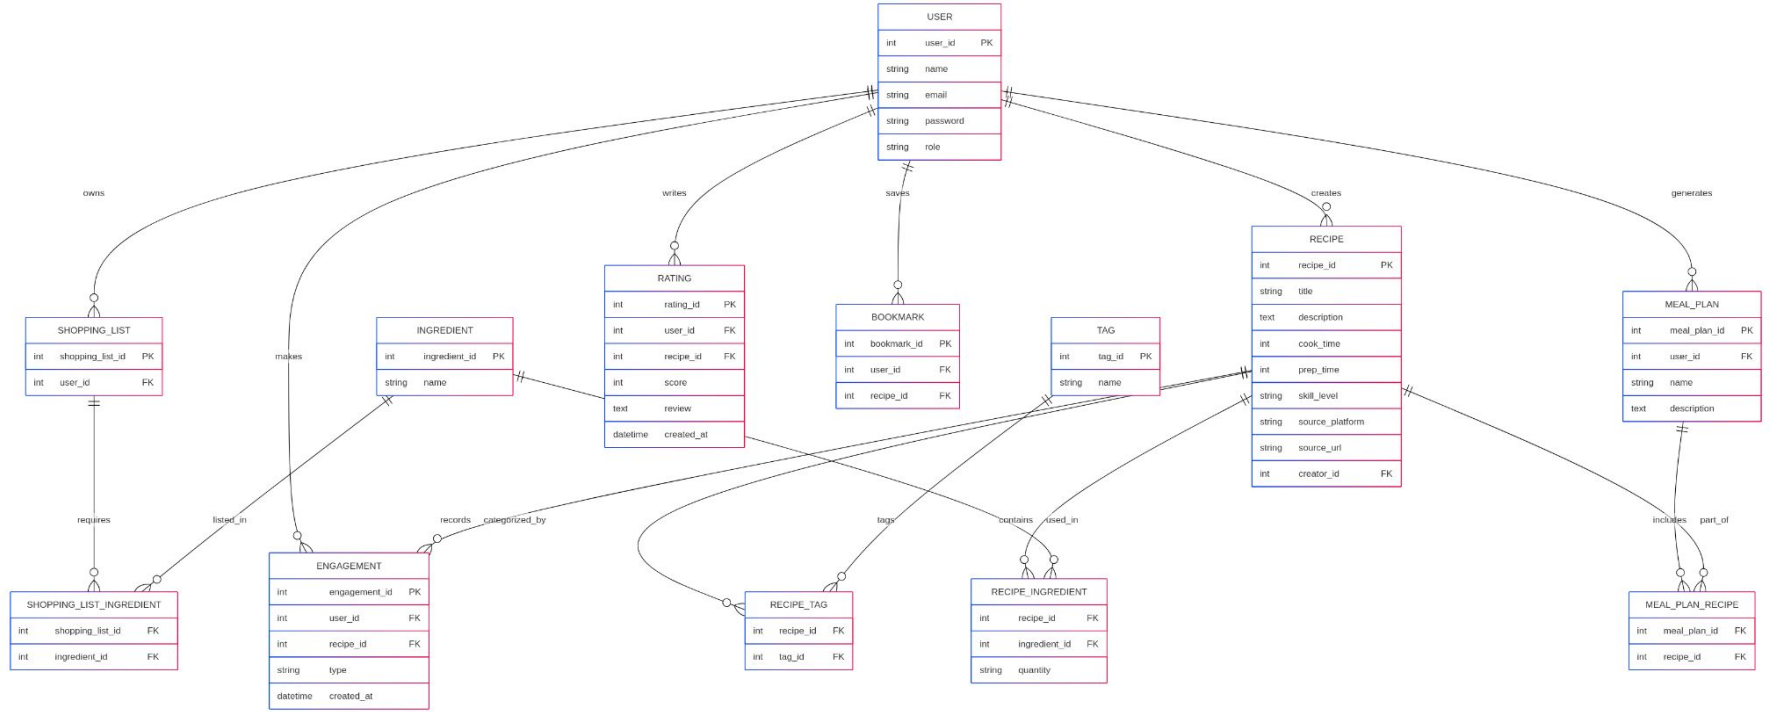 USER
int user_id PK
string name
string email
string password
string role
owns
writes
saves
creates
generates
RECIPE
int recipe_id PK
string title
text description
int cook_time
int prep_time
string skill_level
string source_platform
string source_url
int creator_id FK
RATING
int rating_id PK
int user_id FK
int recipe_id FK
int score
text review
datetime created_at
MEAL_PLAN
int meal_plan_id PK
int user_id FK
string name
text description
BOOKMARK
int bookmark_id PK
int user_id FK
int recipe_id FK
SHOPPING_LIST
int shopping_list_id PK
int user_id FK
INGREDIENT
int ingredient_id PK
string name
TAG
int tag_id PK
string name
makes
requires
listed_in
records
categorized_by
tags
contains
used_in
includes
part_of
ENGAGEMENT
int engagement_id PK
int user_id FK
int recipe_id FK
string type
datetime created_at
SHOPPING_LIST_INGREDIENT
int shopping_list_id FK
int ingredient_id FK
RECIPE_TAG
int recipe_id FK
int tag_id FK
RECIPE_INGREDIENT
int recipe_id FK
int ingredient_id FK
string quantity
MEAL_PLAN_RECIPE
int meal_plan_id FK
int recipe_id FK